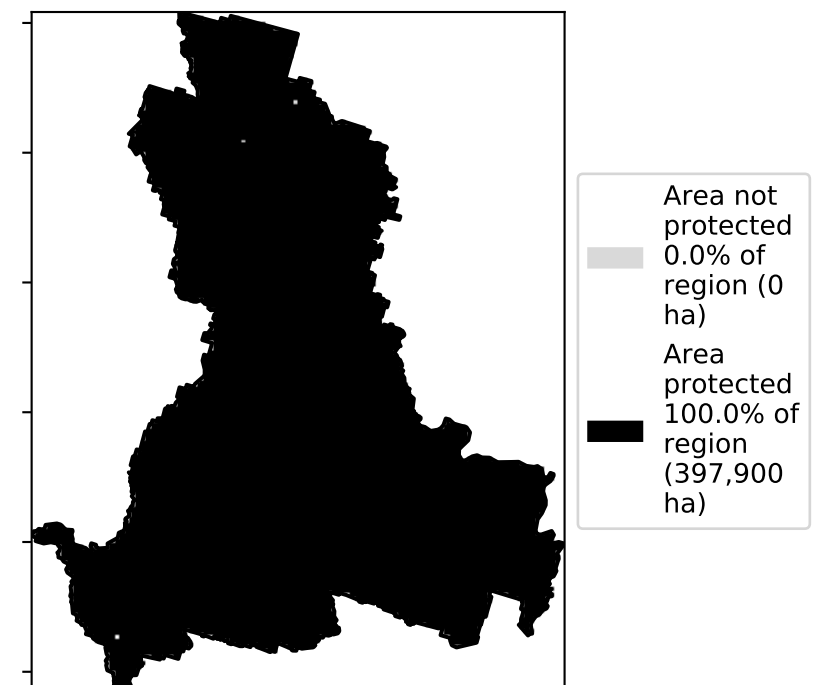 Area not
protected
0.0% of
region (0
ha)
Area
protected
100.0% of
region
(397,900
ha)